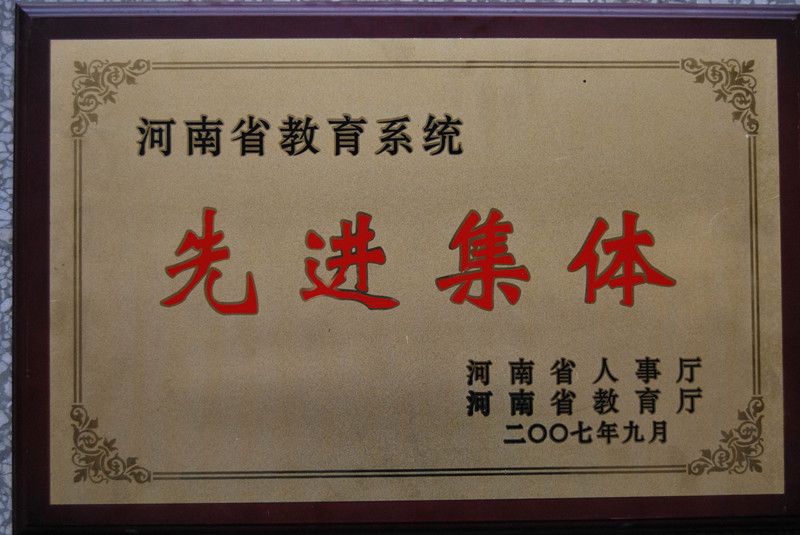 河南省教育系统
先进集体
河南省人事厅
河南省教育厅
二〇〇七年九月